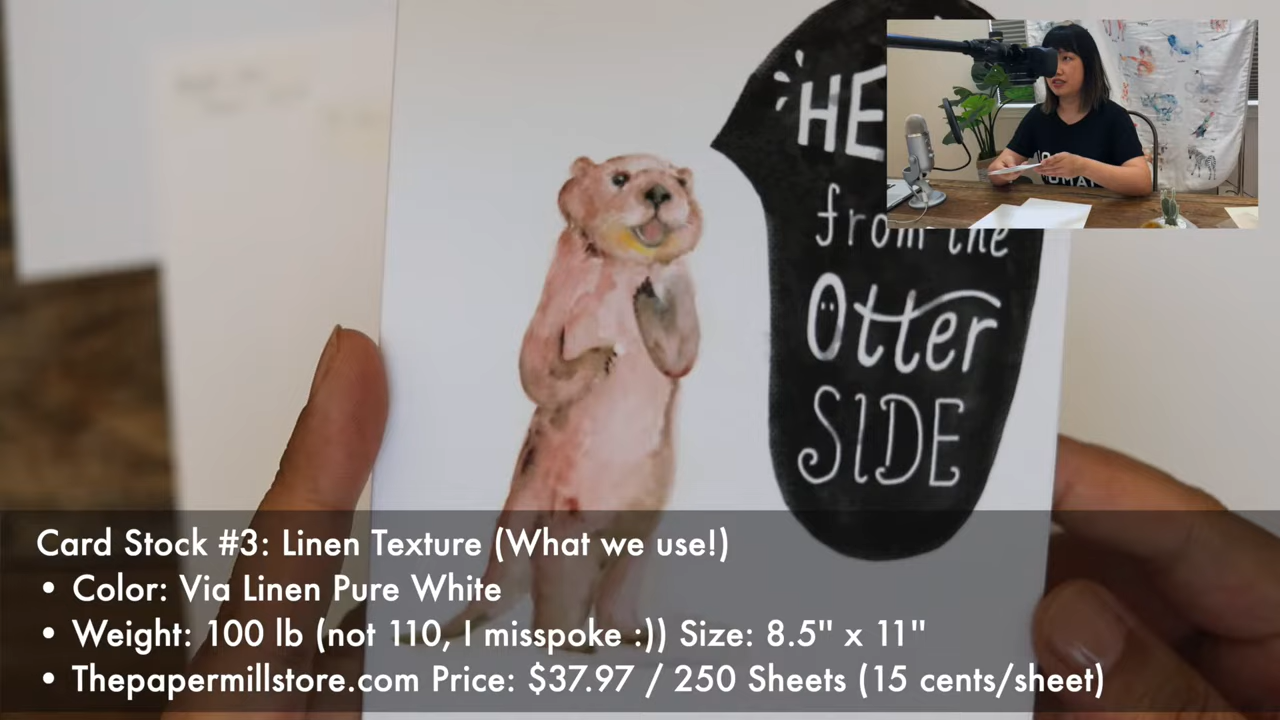 HE
from the
Otter
SIDE
Card Stock #3: Linen Texture (What we use!)
• Color: Via Linen Pure White
• Weight: 100 lb (not 110, I misspoke :)) Size: 8.5" x 11"
• Thepapermillstore.com Price: $37.97 / 250 Sheets (15 cents/sheet)